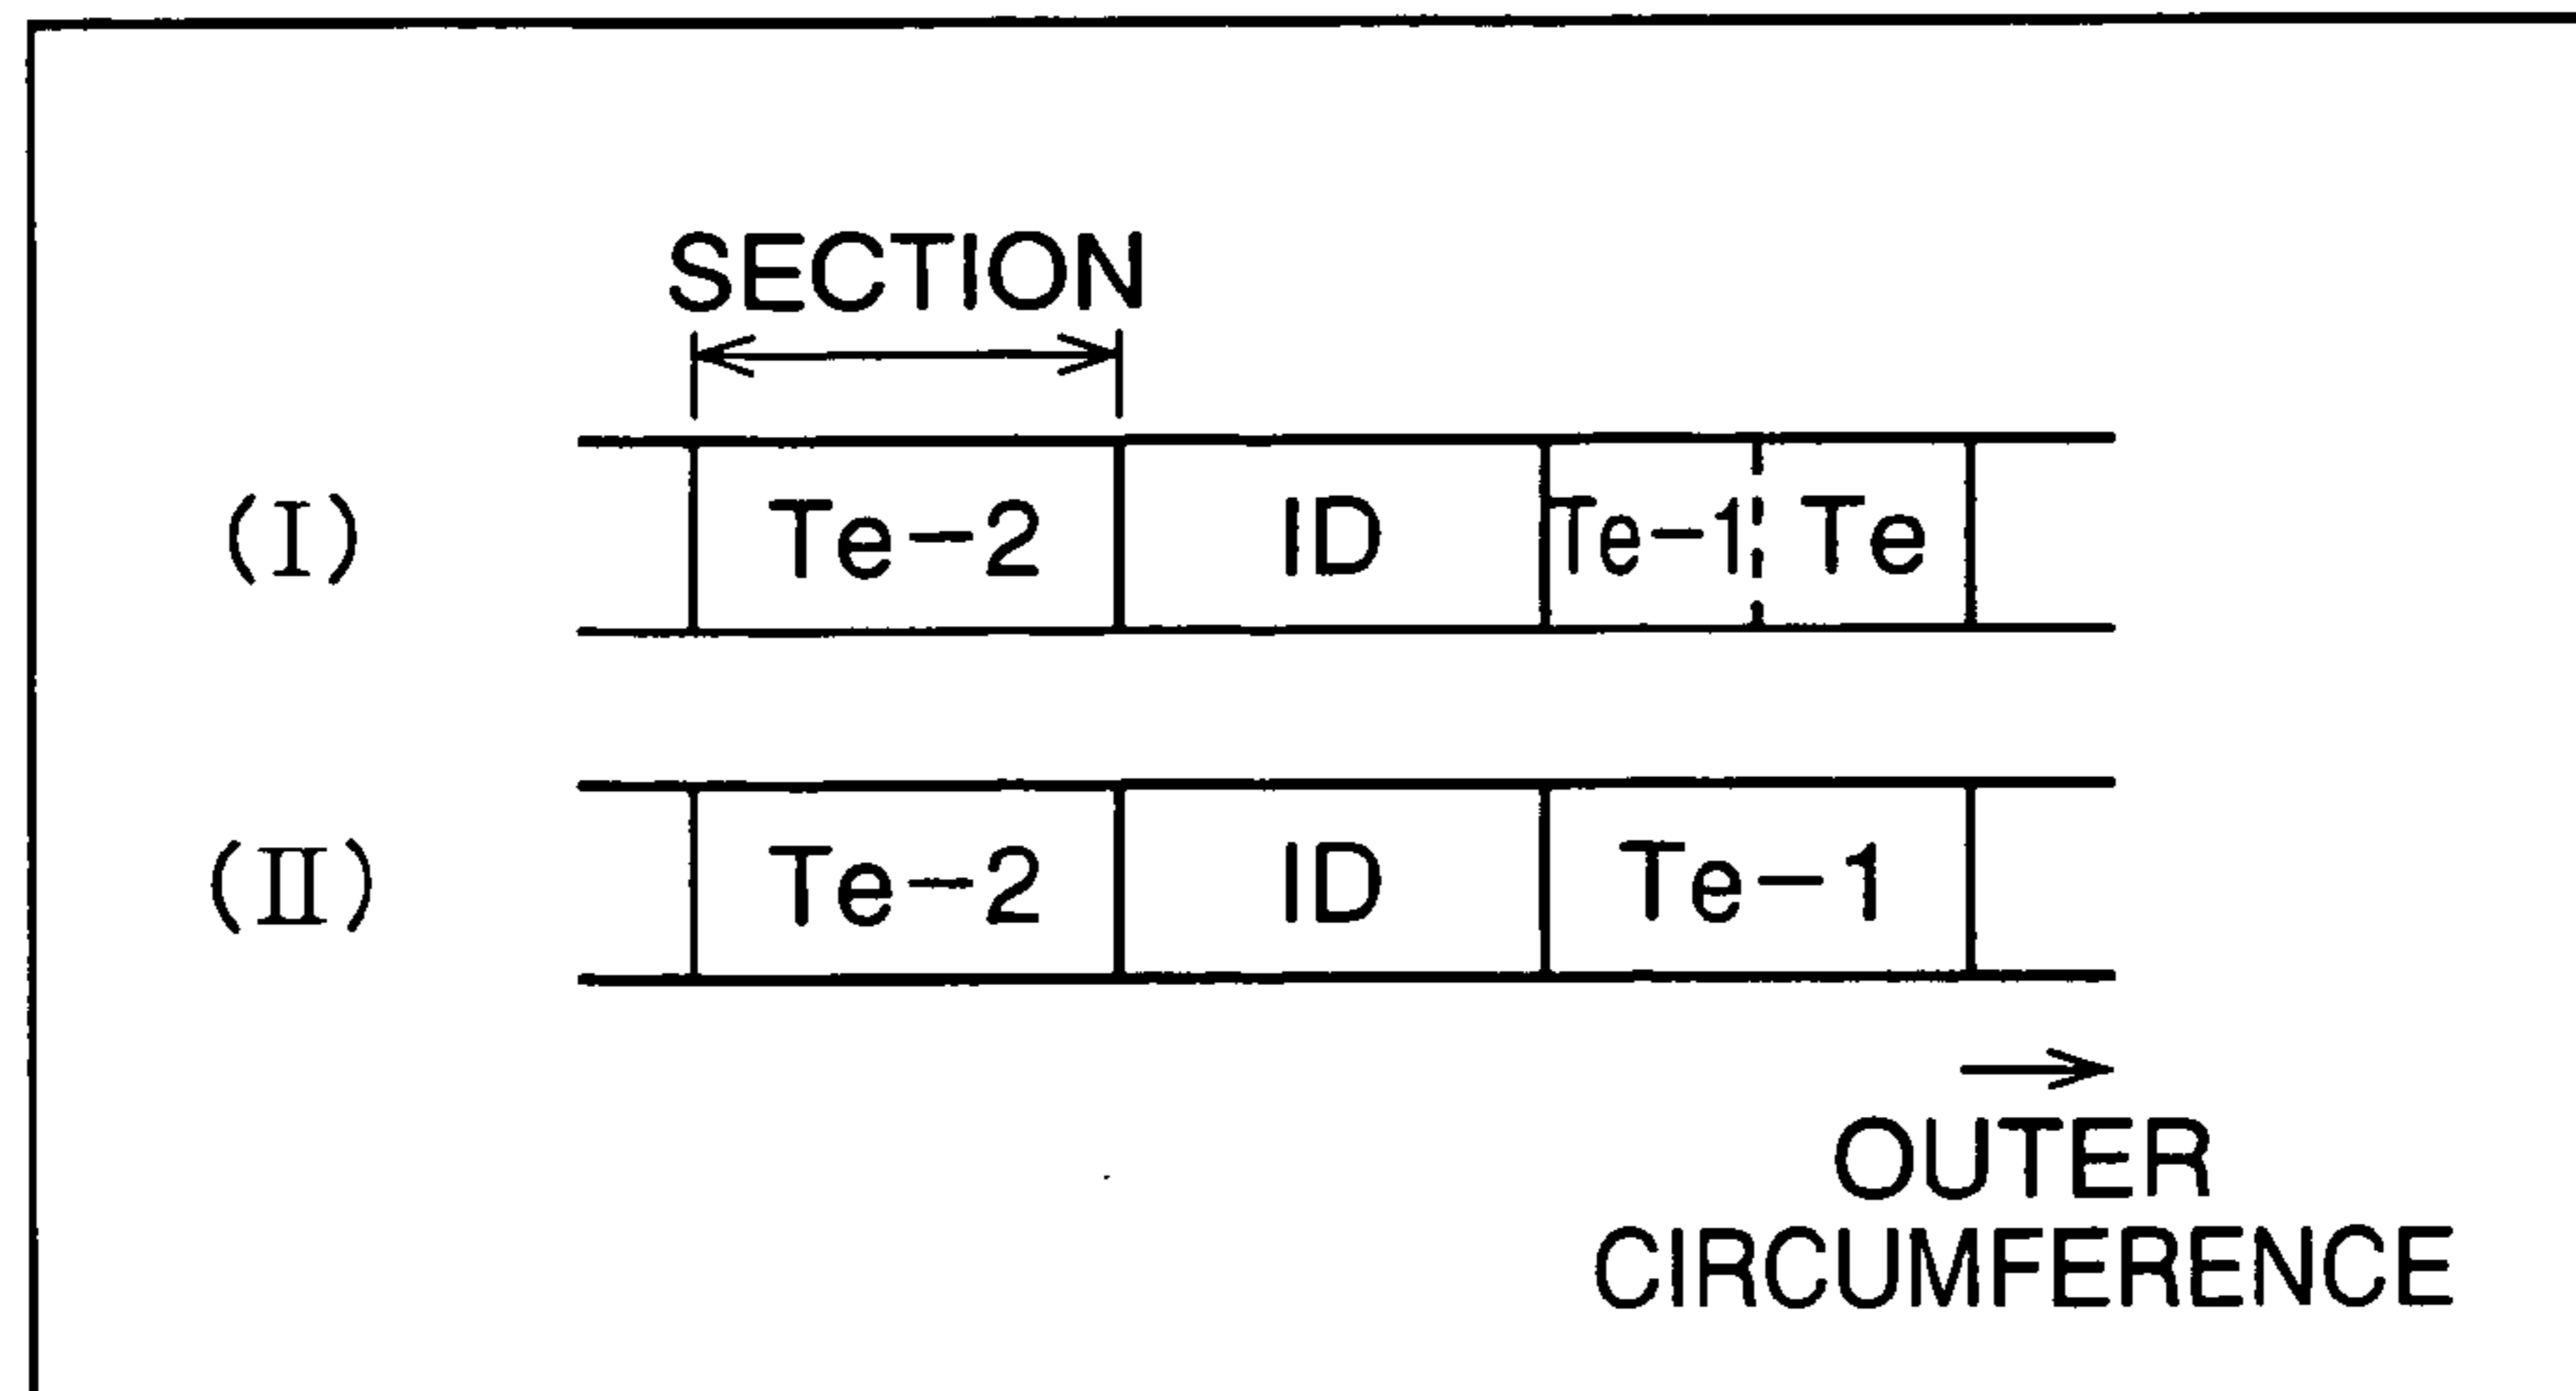 SECTION
(I) Te-2 ID Te-1 Te
(II) Te-2 ID Te-1
OUTER
CIRCUMFERENCE